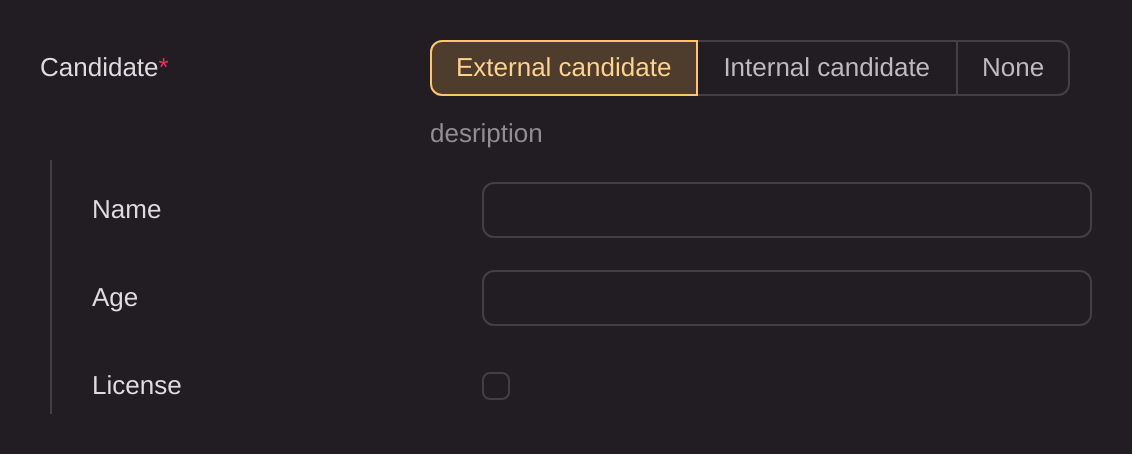 Candidate* External candidate Internal candidate None
desription
Name
Age
License